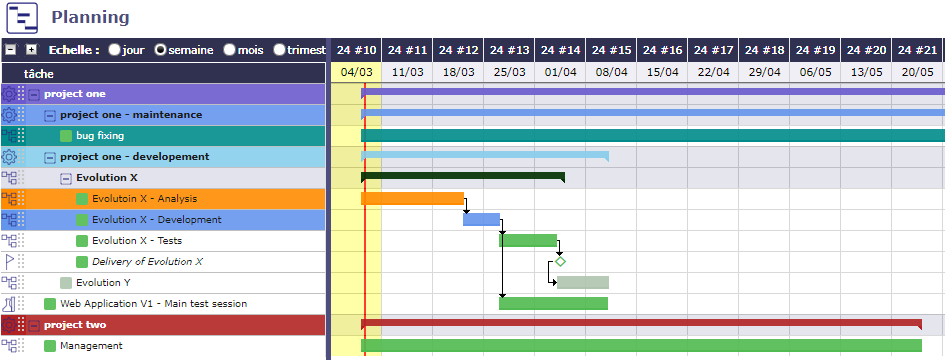 Planning
Echelle : jour semaine mois trimest
24 #10 24 #11 24 #12 24 #13 24 #14 24 #15 24 #16 24 #17 24 #18 24 #19 24 #20 24 #21
tâche 04/03 11/03 18/03 25/03 01/04 08/04 15/04 22/04 29/04 06/05 13/05 20/05
project one
project one - maintenance
bug fixing
project one - developement
Evolution X
Evolutoin X - Analysis
Evolution X - Development
Evolution X - Tests
Delivery of Evolution X
Evolution Y
Web Application V1 - Main test session
project two
Management